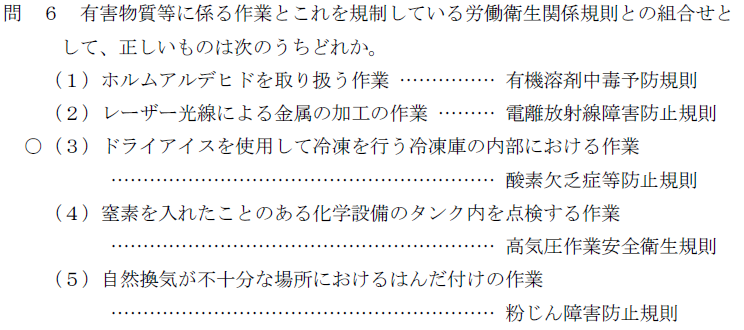 問　６　有害物質等に係る作業とこれを規制している労働衛生関係規則との組合せと
して、正しいものは次のうちどれか。
（１）ホルムアルデヒドを取り扱う作業 …………… 有機溶剤中毒予防規則
（２）レーザー光線による金属の加工の作業 ……… 電離放射線障害防止規則
○（３）ドライアイスを使用して冷凍を行う冷凍庫の内部における作業
…………………………………………………… 酸素欠乏症等防止規則
（４）窒素を入れたことのある化学設備のタンク内を点検する作業
…………………………………………………… 高気圧作業安全衛生規則
（５）自然換気が不十分な場所におけるはんだ付けの作業
…………………………………………………… 粉じん障害防止規則